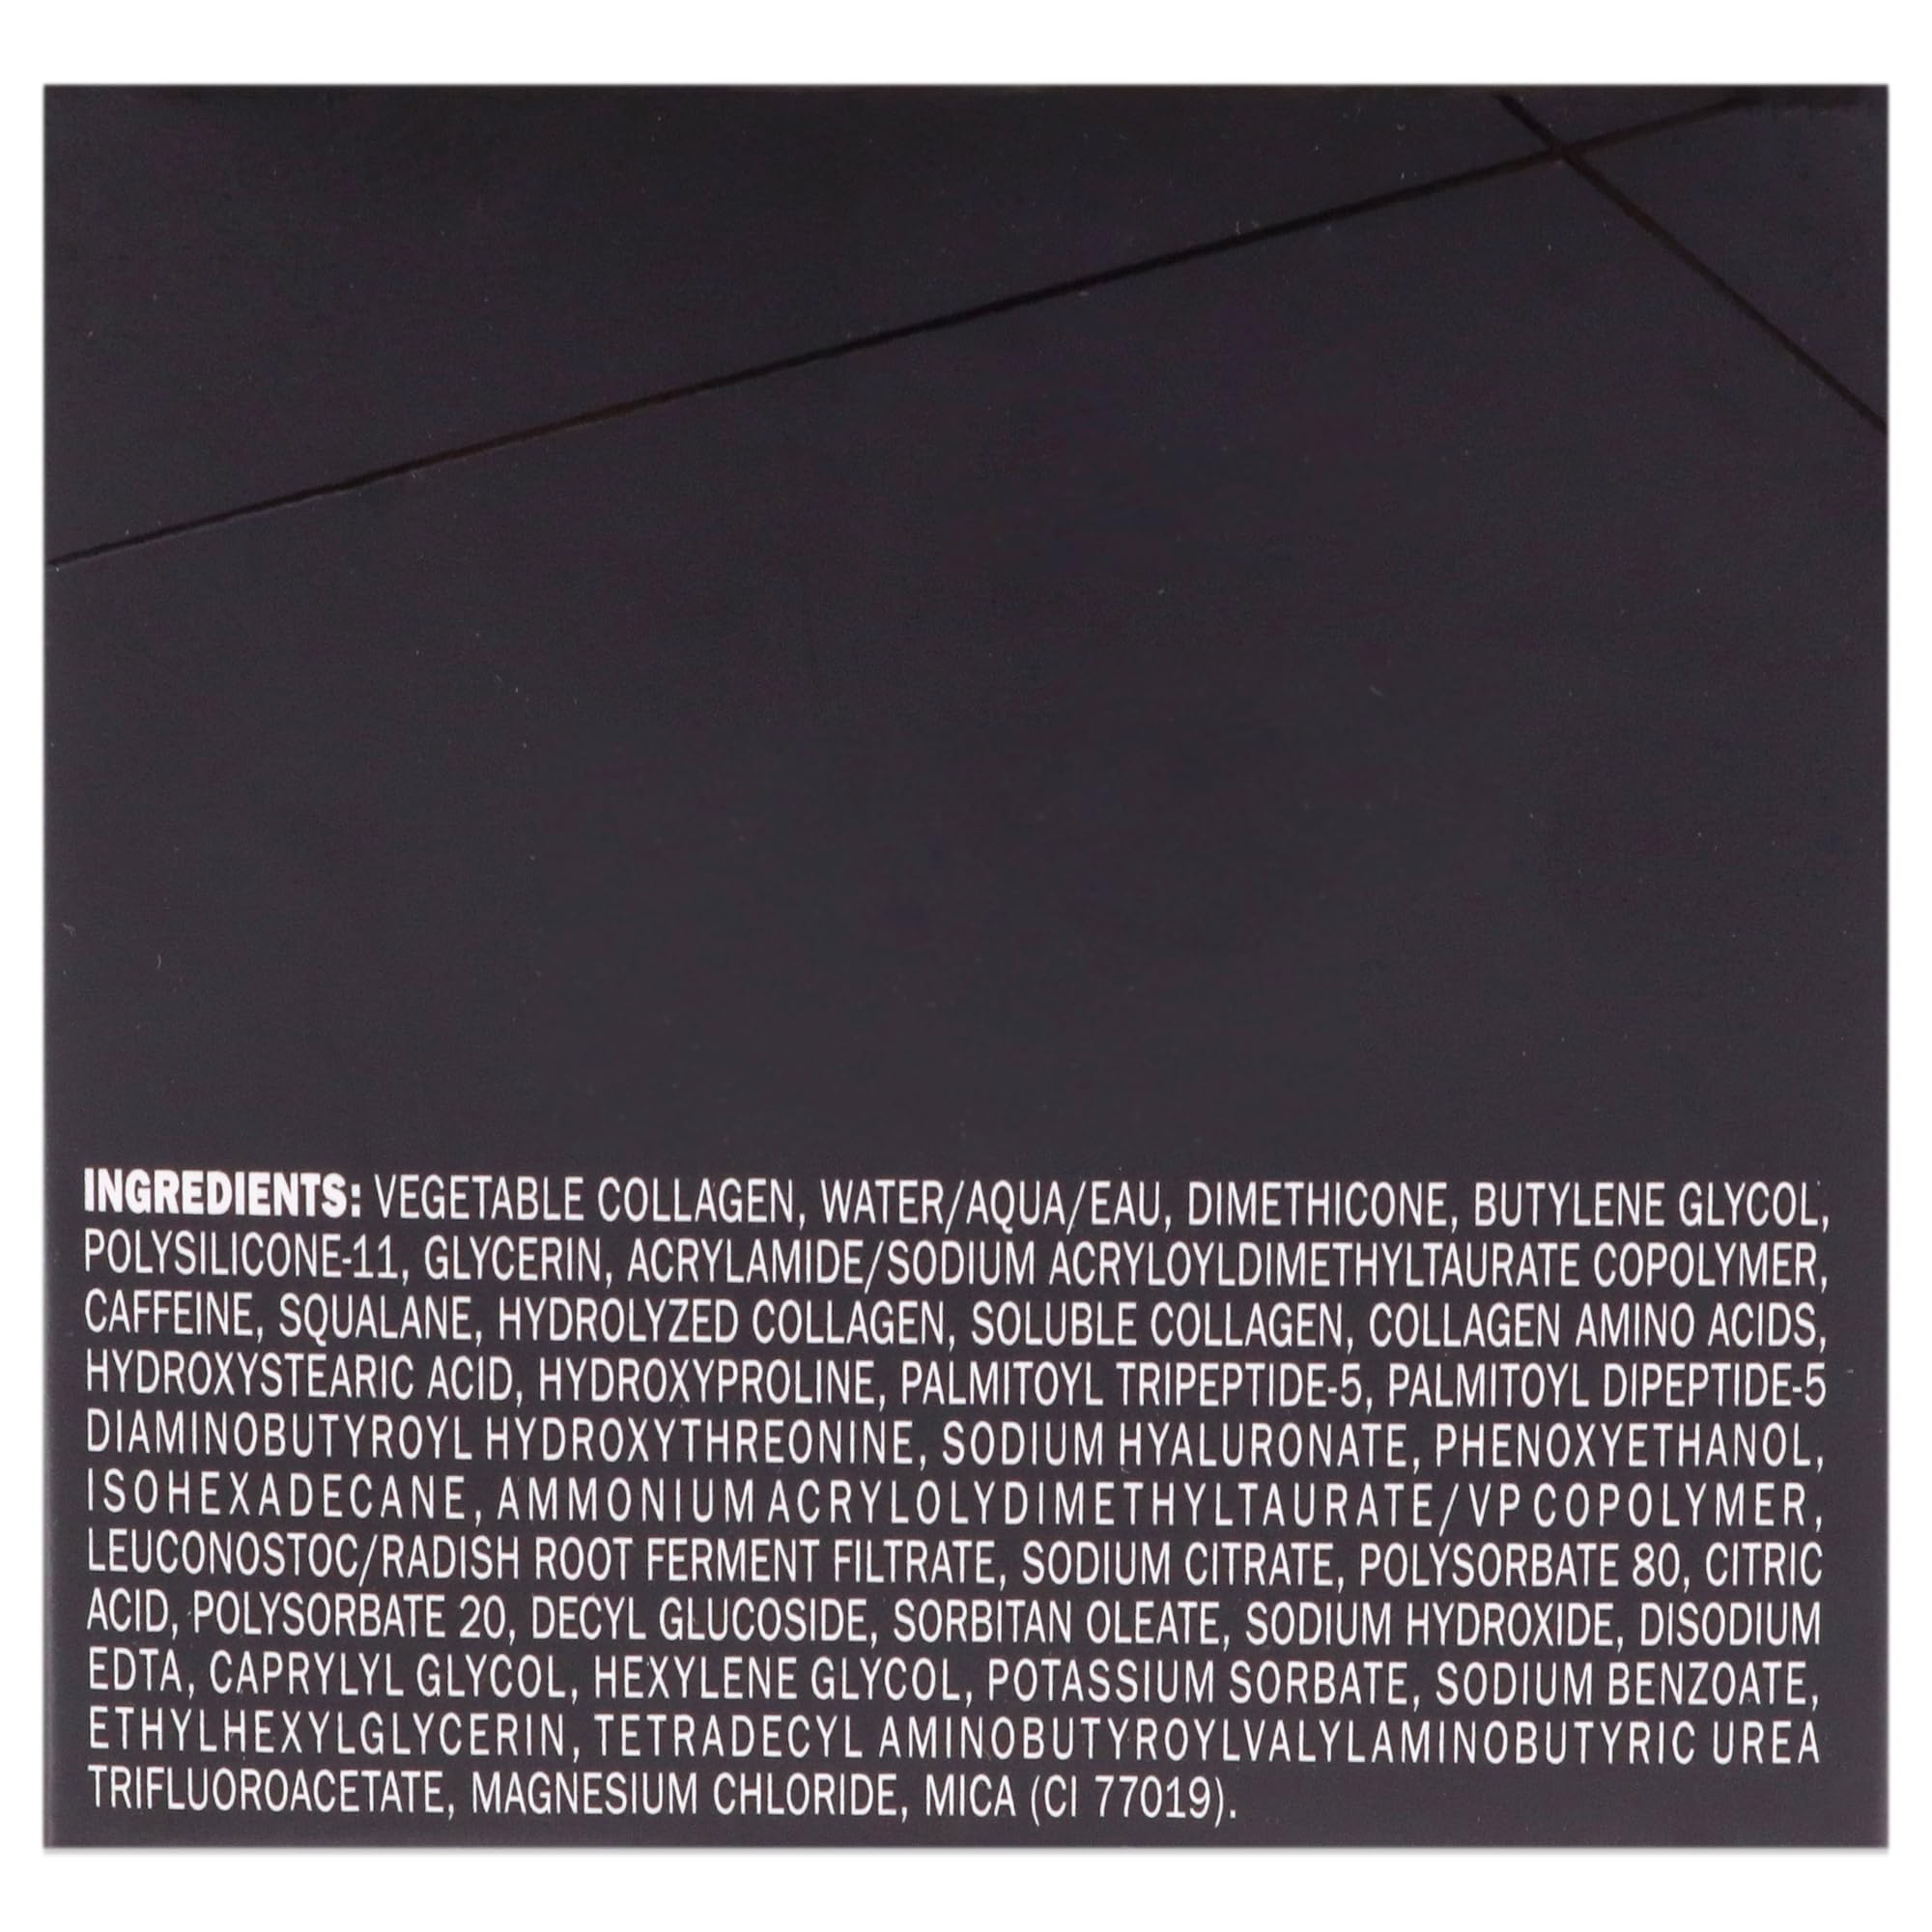 INGREDIENTS: VEGETABLE COLLAGEN, WATER/AQUA/EAU, DIMETHICONE, BUTYLENE GLYCOL,
POLYSILICONE-11, GLYCERIN, ACRYLAMIDE/SODIUM ACRYLOYLDIMETHYLTAURATE COPOLYMER,
CAFFEINE, SQUALANE, HYDROLYZED COLLAGEN, SOLUBLE COLLAGEN, COLLAGEN AMINO ACIDS,
HYDROXYSTEARIC ACID, HYDROXYPROLINE, PALMITOYL TRIPEPTIDE-5, PALMITOYL DIPEPTIDE-5
DIAMINOBUTYROYL HYDROXYTHREONINE, SODIUM HYALURONATE, PHENOXYETHANOL,
ISOHEXADECANE, AMMONIUM ACRYLOLYDIMETHYLTAURATE/VP COPOLYMER,
LEUCONOSTOC/RADISH ROOT FERMENT FILTRATE, SODIUM CITRATE, POLYSORBATE 80, CITRIC
ACID, POLYSORBATE 20, DECYL GLUCOSIDE, SORBITAN OLEATE, SODIUM HYDROXIDE, DISODIUM
EDTA, CAPRYLYL GLYCOL, HEXYLENE GLYCOL, POTASSIUM SORBATE, SODIUM BENZOATE,
ETHYLHEXYLGLYCERIN, TETRADECYL AMINOBUTYROYLVALYLAMINOBUTYRIC UREA
TRIFLUOROACETATE, MAGNESIUM CHLORIDE, MICA (CI 77019).